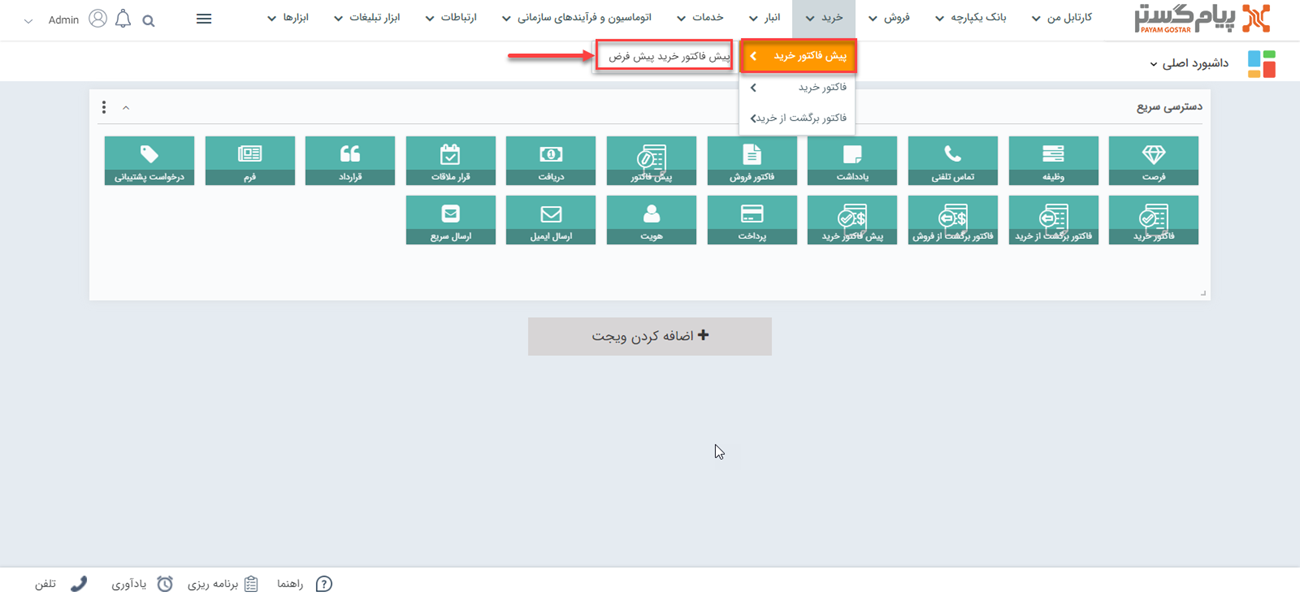 پیام گستر
PAYAM GOSTAR
کارتابل من
بانک یکپارچه
فروش
خرید
انبار
خدمات
اتوماسیون و فرآیندهای سازمانی
ارتباطات
ابزار تبلیغات
ابزارها
Admin
داشبورد اصلی
پیش فاکتور خرید
پیش فاکتور خرید پیش فرض
فاکتور خرید
فاکتور برگشت از خرید
دسترسی سریع
فرصت
وظیفه
تماس تلفنی
یادداشت
فاکتور فروش
پیش فاکتور
دریافت
قرار ملاقات
قرارداد
فرم
درخواست پشتیبانی
فاکتور خرید
فاکتور برگشت از خرید
فاکتور برگشت از فروش
پیش فاکتور خرید
پرداخت
هویت
ارسال ایمیل
ارسال سریع
اضافه کردن ویجت
راهنما
برنامه ریزی
یادآوری
تلفن